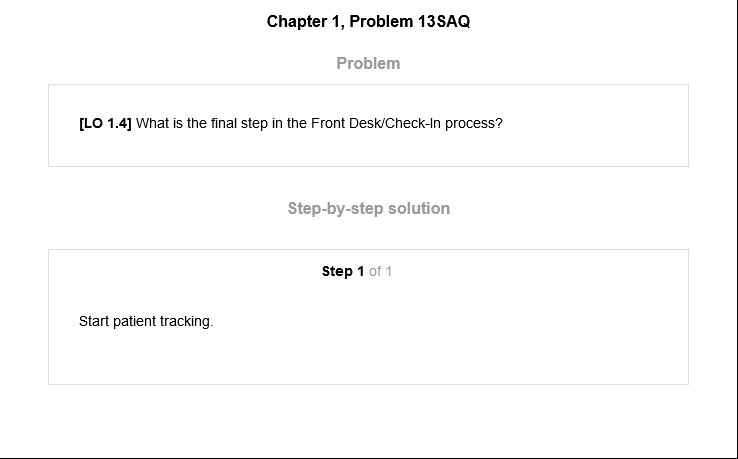 Chapter 1, Problem 13SAQ
Problem
[LO 1.4] What is the final step in the Front Desk/Check-In process?
Step-by-step solution
Step 1 of 1
Start patient tracking.